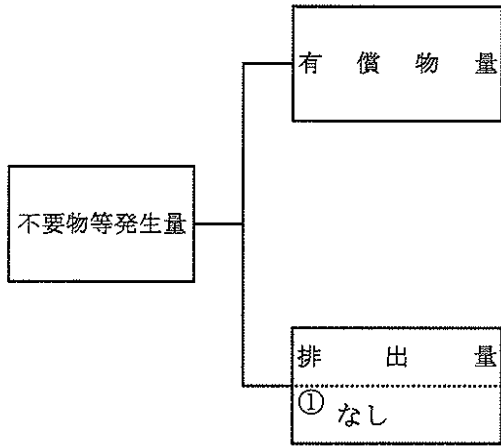 有償物量
不要物等発生量
排出量
① なし